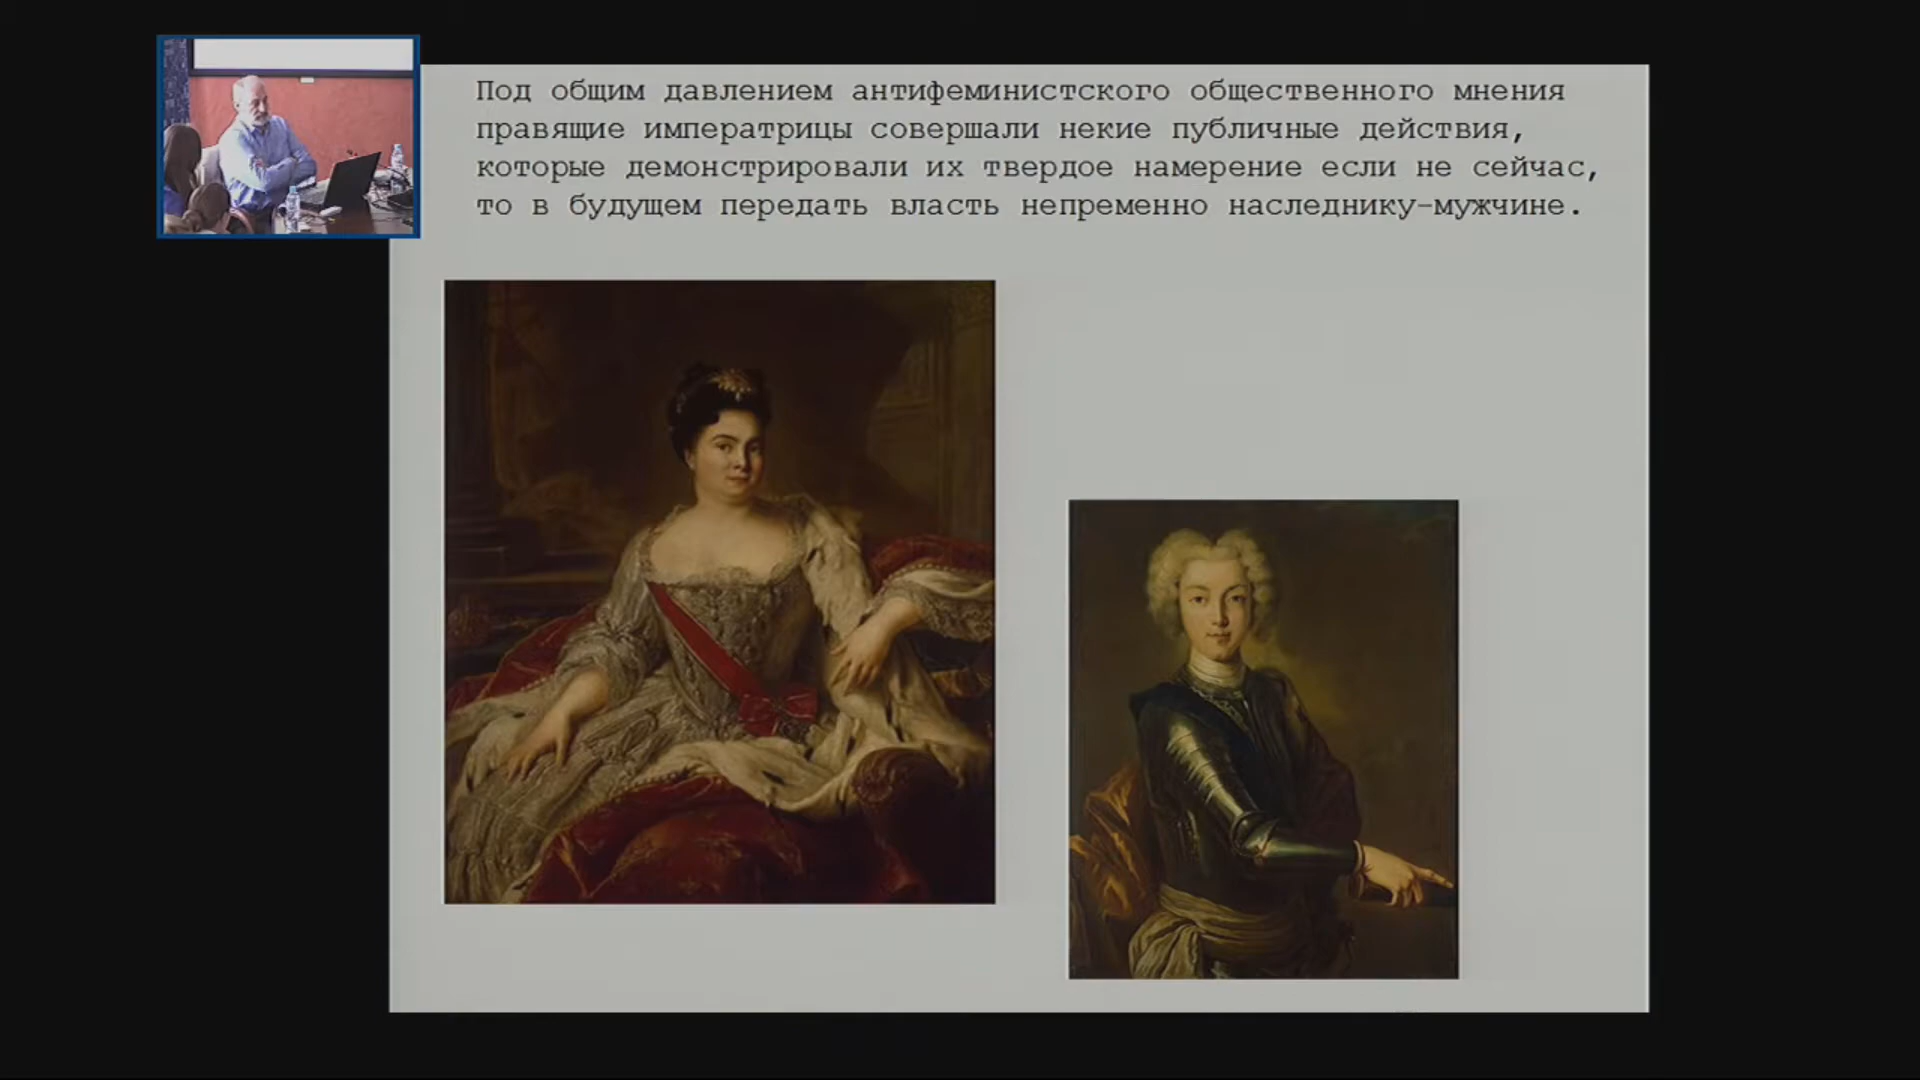 Под общим давлением антифеминистского общественного мнения
правящие императрицы совершали некие публичные действия,
которые демонстрировали их твердое намерение если не сейчас,
то в будущем передать власть непременно наследнику-мужчине.